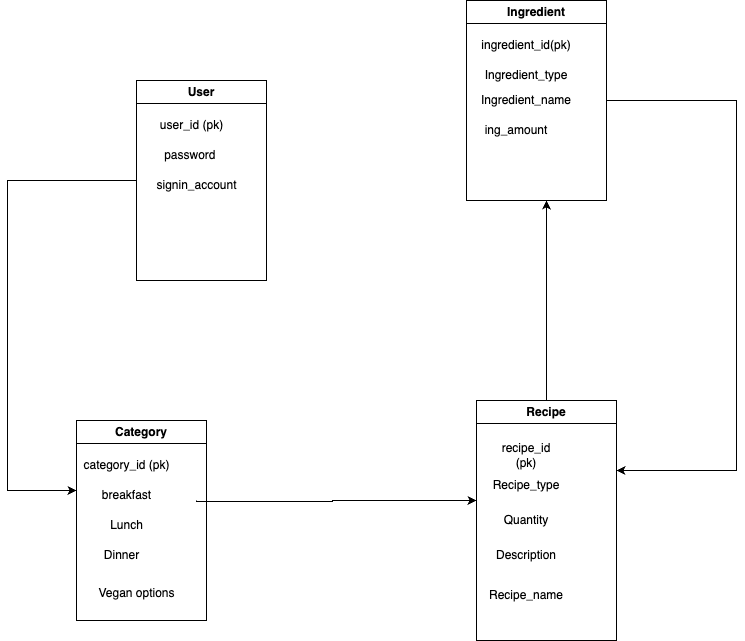 Ingredient
ingredient_id(pk)
Ingredient_type
Ingredient_name
ing_amount
User
user_id (pk)
password
signin_account
Category
category_id (pk)
breakfast
Lunch
Dinner
Vegan options
Recipe
recipe_id
(pk)
Recipe_type
Quantity
Description
Recipe_name